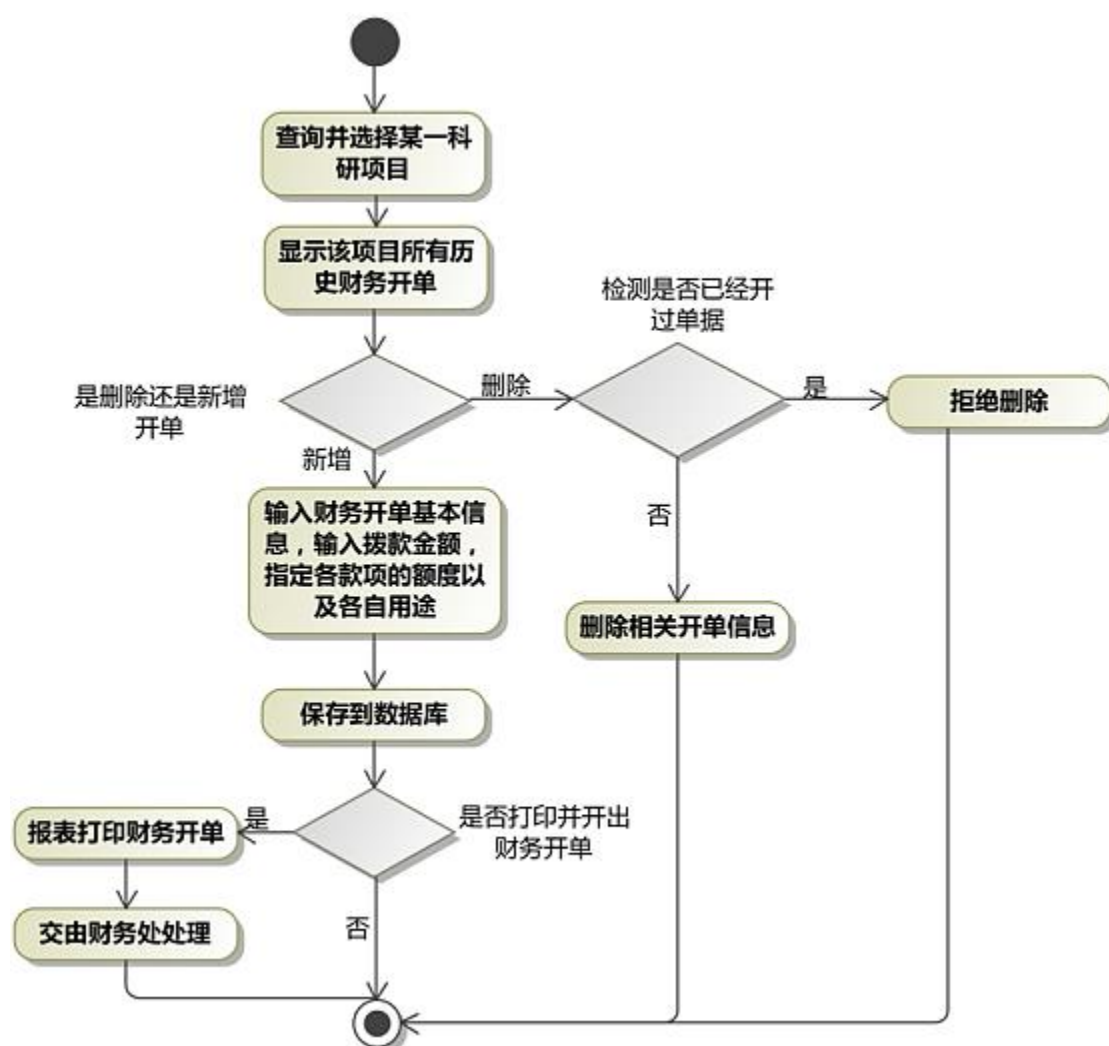 查询并选择某一科
研项目
显示该项目所有历
史财务开单
检测是否已经开
过单据
是删除还是新增
开单
删除
是
拒绝删除
新增
输入财务开单基本信
息，输入拨款金额，
指定各款项的额度以
及各自用途
否
删除相关开单信息
保存到数据库
报表打印财务开单
是
是否打印并开出
财务开单
交由财务处处理
否